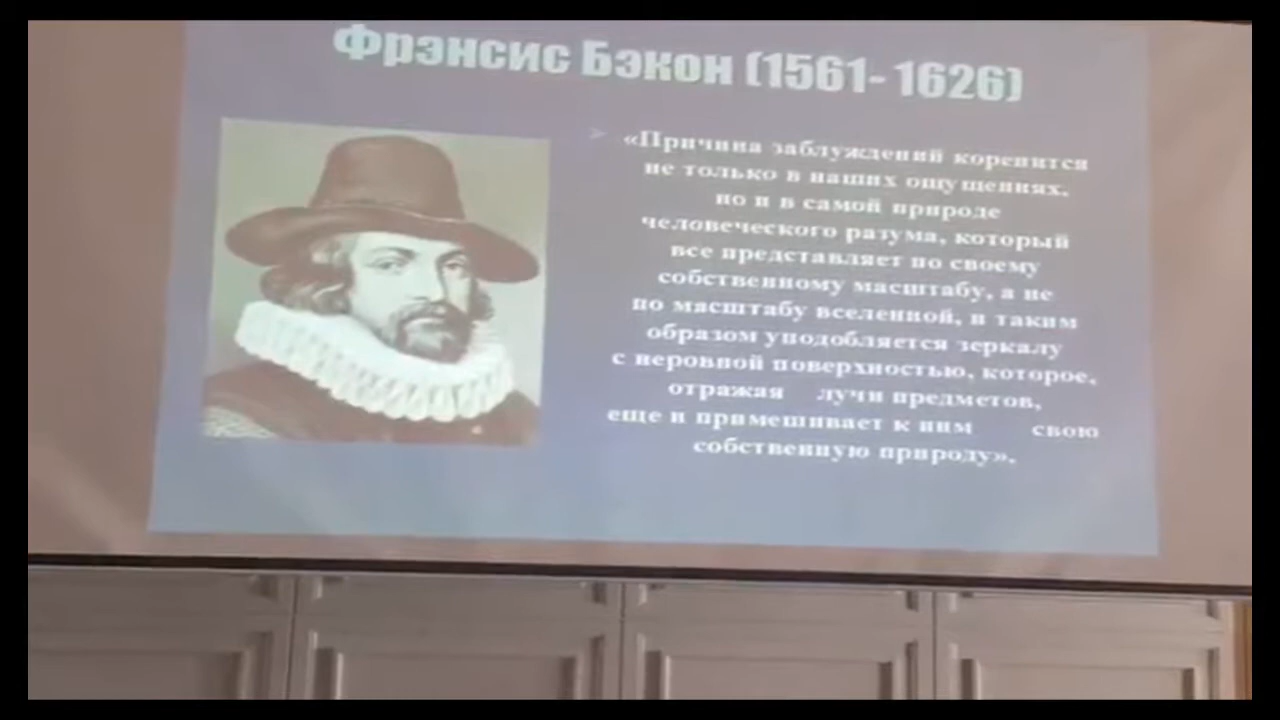 Фрэнсис Бэкон (1561- 1626)
«Причина заблуждений коренится
не только в наших ощущениях,
но и в самой природе
человеческого разума, который
все представляет по своему
собственному масштабу, а не
по масштабу вселенной, и таким
образом уподобляется зеркалу
с неровной поверхностью, которое,
отражая лучи предметов,
еще и примешивает к ним свою
собственную природу».